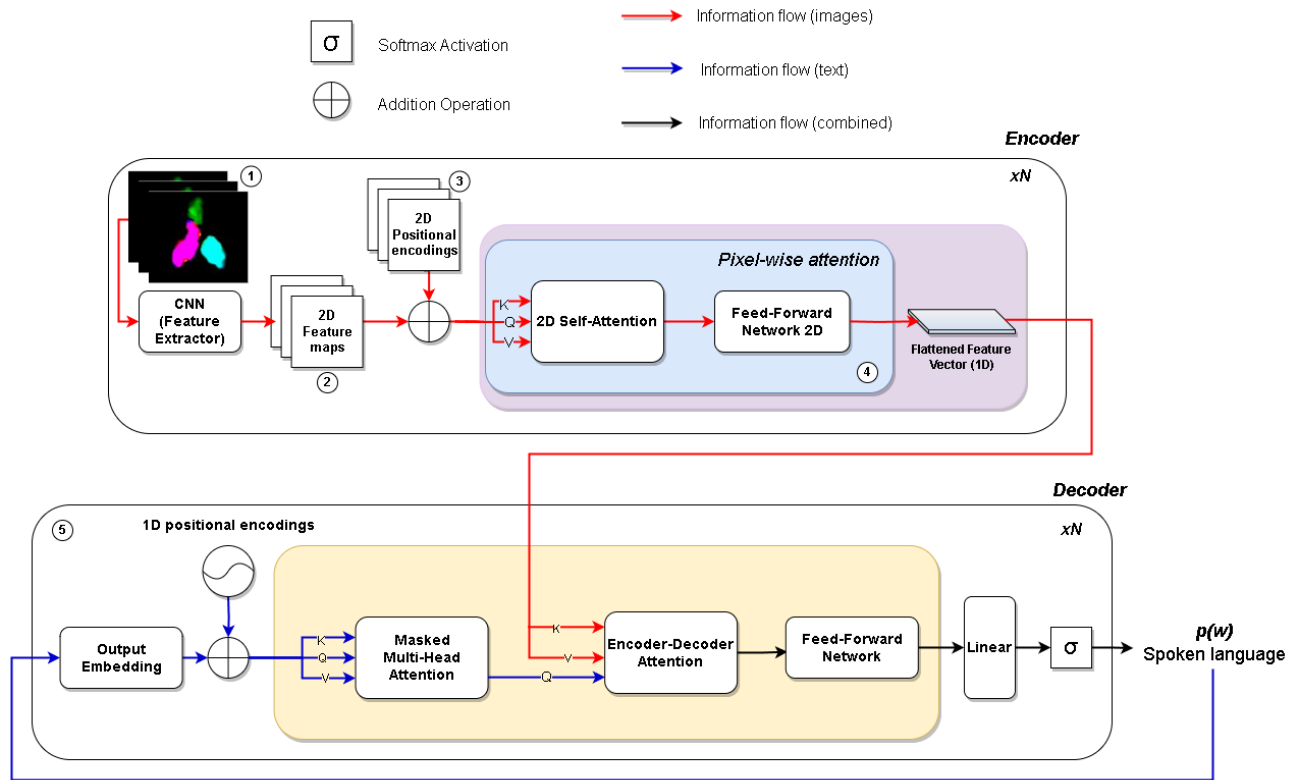 σ
Softmax Activation
Addition Operation
Information flow (images)
Information flow (text)
Information flow (combined)
Encoder
xN
1
CNN
(Feature
Extractor)
2D
Feature
maps
2
3
2D
Positional
encodings
K
Q
V
Pixel-wise attention
2D Self-Attention
Feed-Forward
Network 2D
4
Flattened Feature
Vector (1D)
Decoder
xN
5
1D positional encodings
Output
Embedding
K
Q
V
Masked
Multi-Head
Attention
K
V
Q
Encoder-Decoder
Attention
Feed-Forward
Network
Linear
σ
p(w)
Spoken language